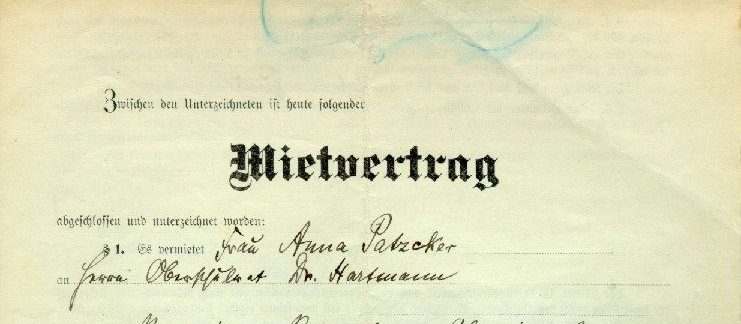 Zwischen den Unterzeichneten ist heute folgender
Mietvertrag
abgeschlossen und unterzeichnet worden:
§ 1. Es vermietet Frau Anna Patzcker
an Herrn Oberschulrat Dr. Hartmann